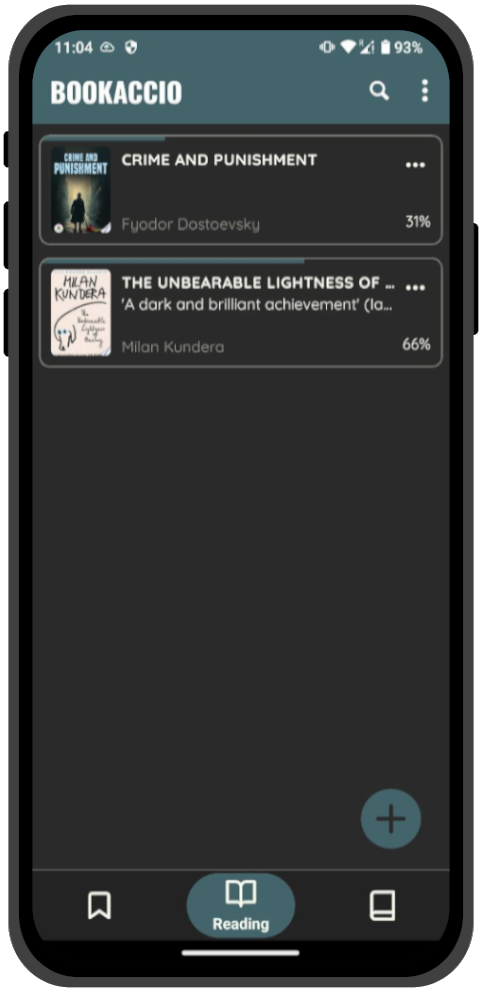 11:04
93%
BOOKACCIO
CRIME AND
PUNISHMENT
CRIME AND PUNISHMENT
Fyodor Dostoevsky
31%
MILAN
KUNDERA
The
Unbearable
Lightness
of
Being
THE UNBEARABLE LIGHTNESS OF ...
'A dark and brilliant achievement' (Ia...
Milan Kundera
66%
Reading